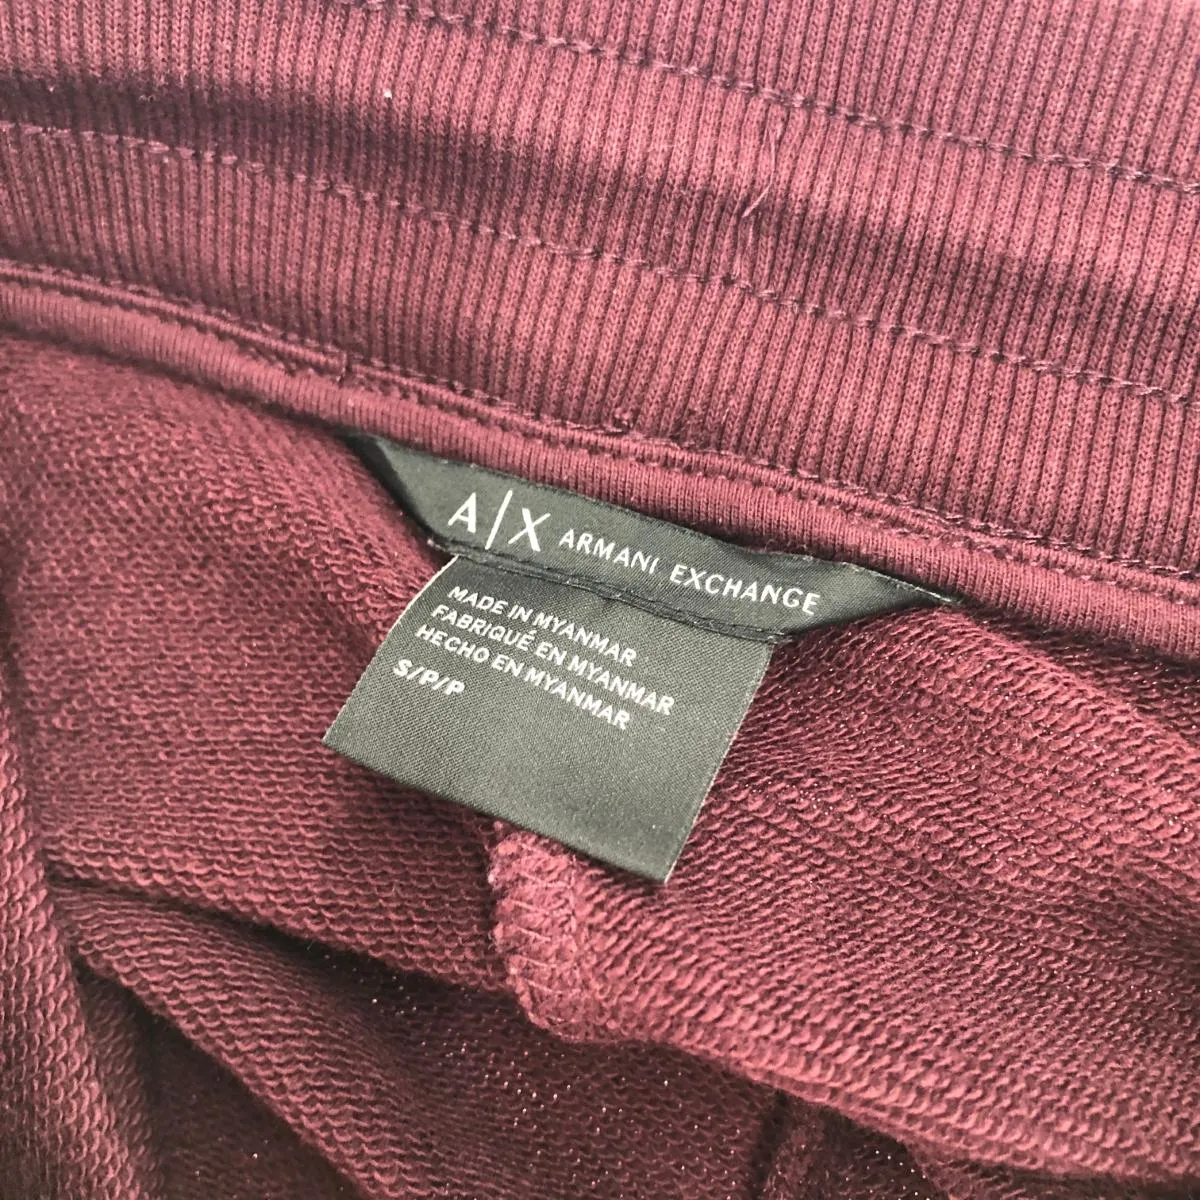 A|X ARMANI EXCHANGE
MADE IN MYANMAR
FABRIQUÉ EN MYANMAR
HECHO EN MYANMAR
S/P/P